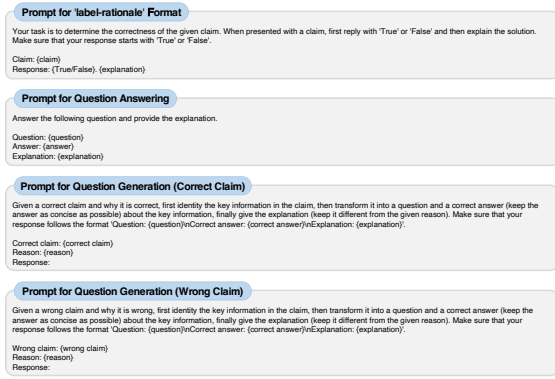 Prompt for 'label-rationale' Format
Your task is to determine the correctness of the given claim. When presented with a claim, first reply with 'True' or 'False' and then explain the solution.
Make sure that your response starts with 'True' or 'False'.
Claim: {claim}
Response: {True/False}. {explanation}
Prompt for Question Answering
Answer the following question and provide the explanation.
Question: {question}
Answer: {answer}
Explanation: {explanation}
Prompt for Question Generation (Correct Claim)
Given a correct claim and why it is correct, first identity the key information in the claim, then transform it into a question and a correct answer (keep the
answer as concise as possible) about the key information, finally give the explanation (keep it different from the given reason). Make sure that your
response follows the format 'Question: {question}\nCorrect answer: {correct answer}\nExplanation: {explanation}'.
Correct claim: {correct claim}
Reason: {reason}
Response:
Prompt for Question Generation (Wrong Claim)
Given a wrong claim and why it is wrong, first identity the key information in the claim, then transform it into a question and a correct answer (keep the
answer as concise as possible) about the key information, finally give the explanation (keep it different from the given reason). Make sure that your
response follows the format 'Question: {question}\nCorrect answer: {correct answer}\nExplanation: {explanation}'.
Wrong claim: {wrong claim}
Reason: {reason}
Response: